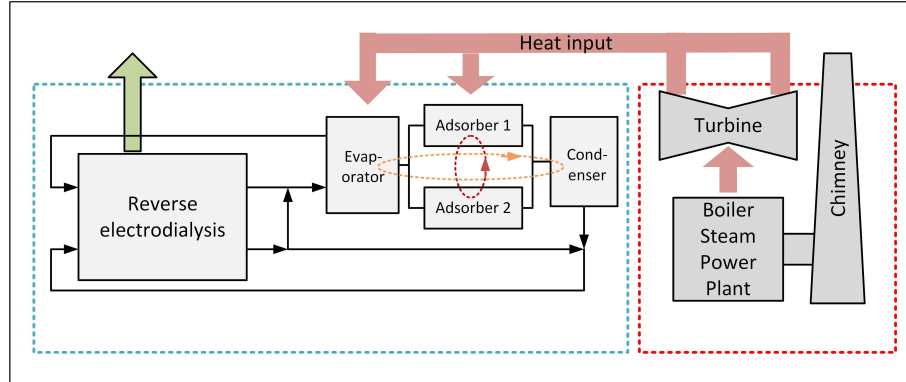 Heat input
Adsorber 1
Turbine
Evap-
orator
Cond-
enser
Reverse
electrodialysis
Adsorber 2
Boiler
Steam
Power
Plant
Chimney